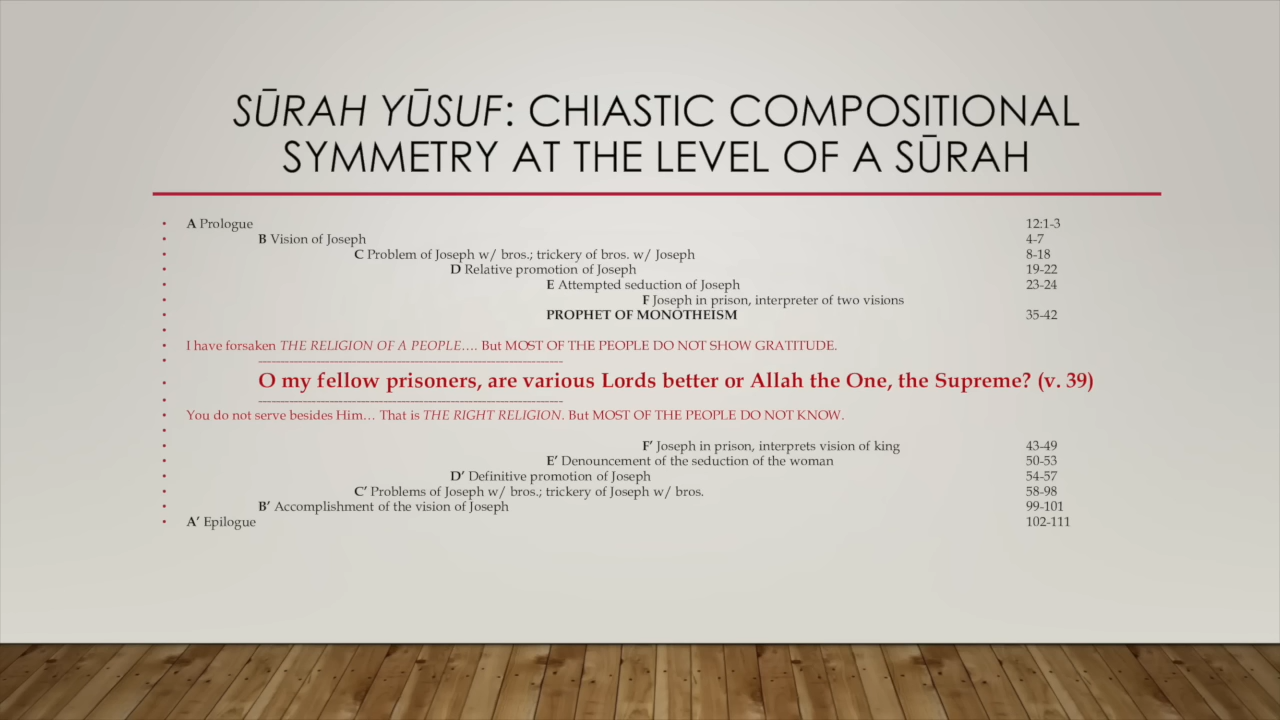 SŪRAH YŪSUF: CHIASTIC COMPOSITIONAL
SYMMETRY AT THE LEVEL OF A SŪRAH
• A Prologue 12:1-3
• B Vision of Joseph 4-7
• C Problem of Joseph w/ bros.; trickery of bros. w/ Joseph 8-18
• D Relative promotion of Joseph 19-22
• E Attempted seduction of Joseph 23-24
• F Joseph in prison, interpreter of two visions
• PROPHET OF MONOTHEISM 35-42
•
• I have forsaken THE RELIGION OF A PEOPLE…. But MOST OF THE PEOPLE DO NOT SHOW GRATITUDE.
• ----------------------------------------------------------------------
• O my fellow prisoners, are various Lords better or Allah the One, the Supreme? (v. 39)
• ----------------------------------------------------------------------
• You do not serve besides Him… That is THE RIGHT RELIGION. But MOST OF THE PEOPLE DO NOT KNOW.
•
• F’ Joseph in prison, interprets vision of king 43-49
• E’ Denouncement of the seduction of the woman 50-53
• D’ Definitive promotion of Joseph 54-57
• C’ Problems of Joseph w/ bros.; trickery of Joseph w/ bros. 58-98
• B’ Accomplishment of the vision of Joseph 99-101
• A’ Epilogue 102-111